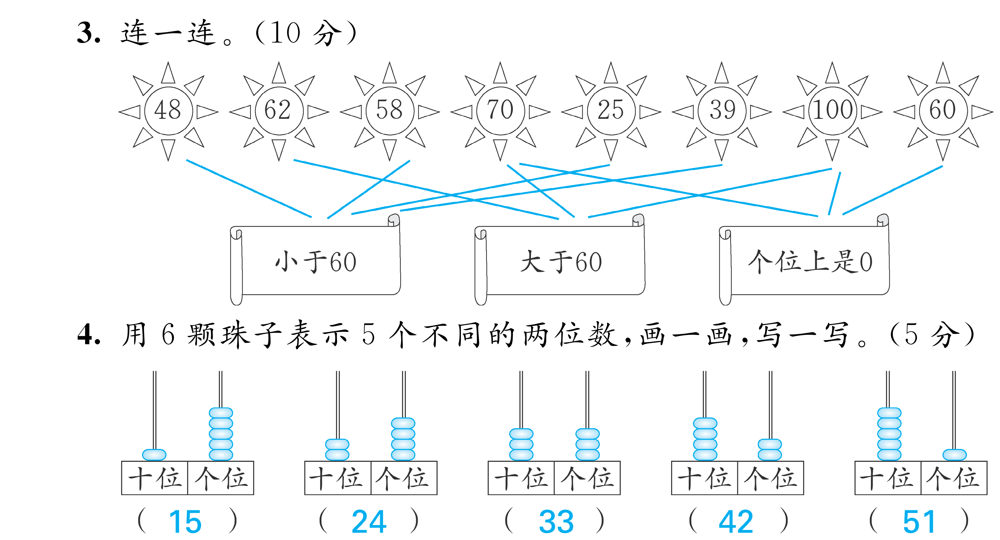 3. 连一连。(10 分)
48 62 58 70 25 39 100 60
小于60 大于60 个位上是0
4. 用 6 颗珠子表示 5 个不同的两位数,画一画,写一写。(5 分)
十位 个位 十位 个位 十位 个位 十位 个位 十位 个位
( 15 ) ( 24 ) ( 33 ) ( 42 ) ( 51 )